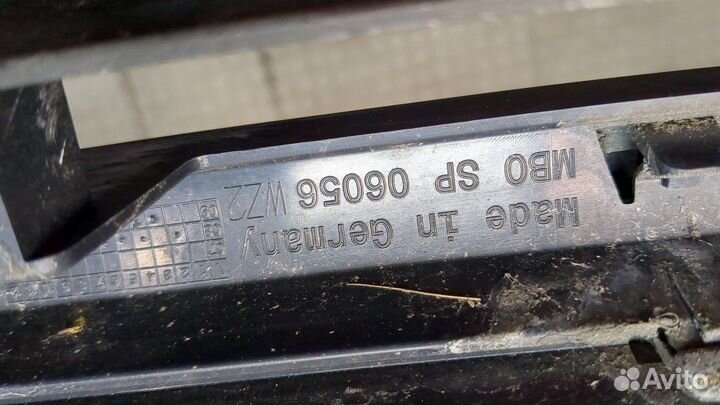 Made in Germany
MBO SP 06056 WZ2
Avito